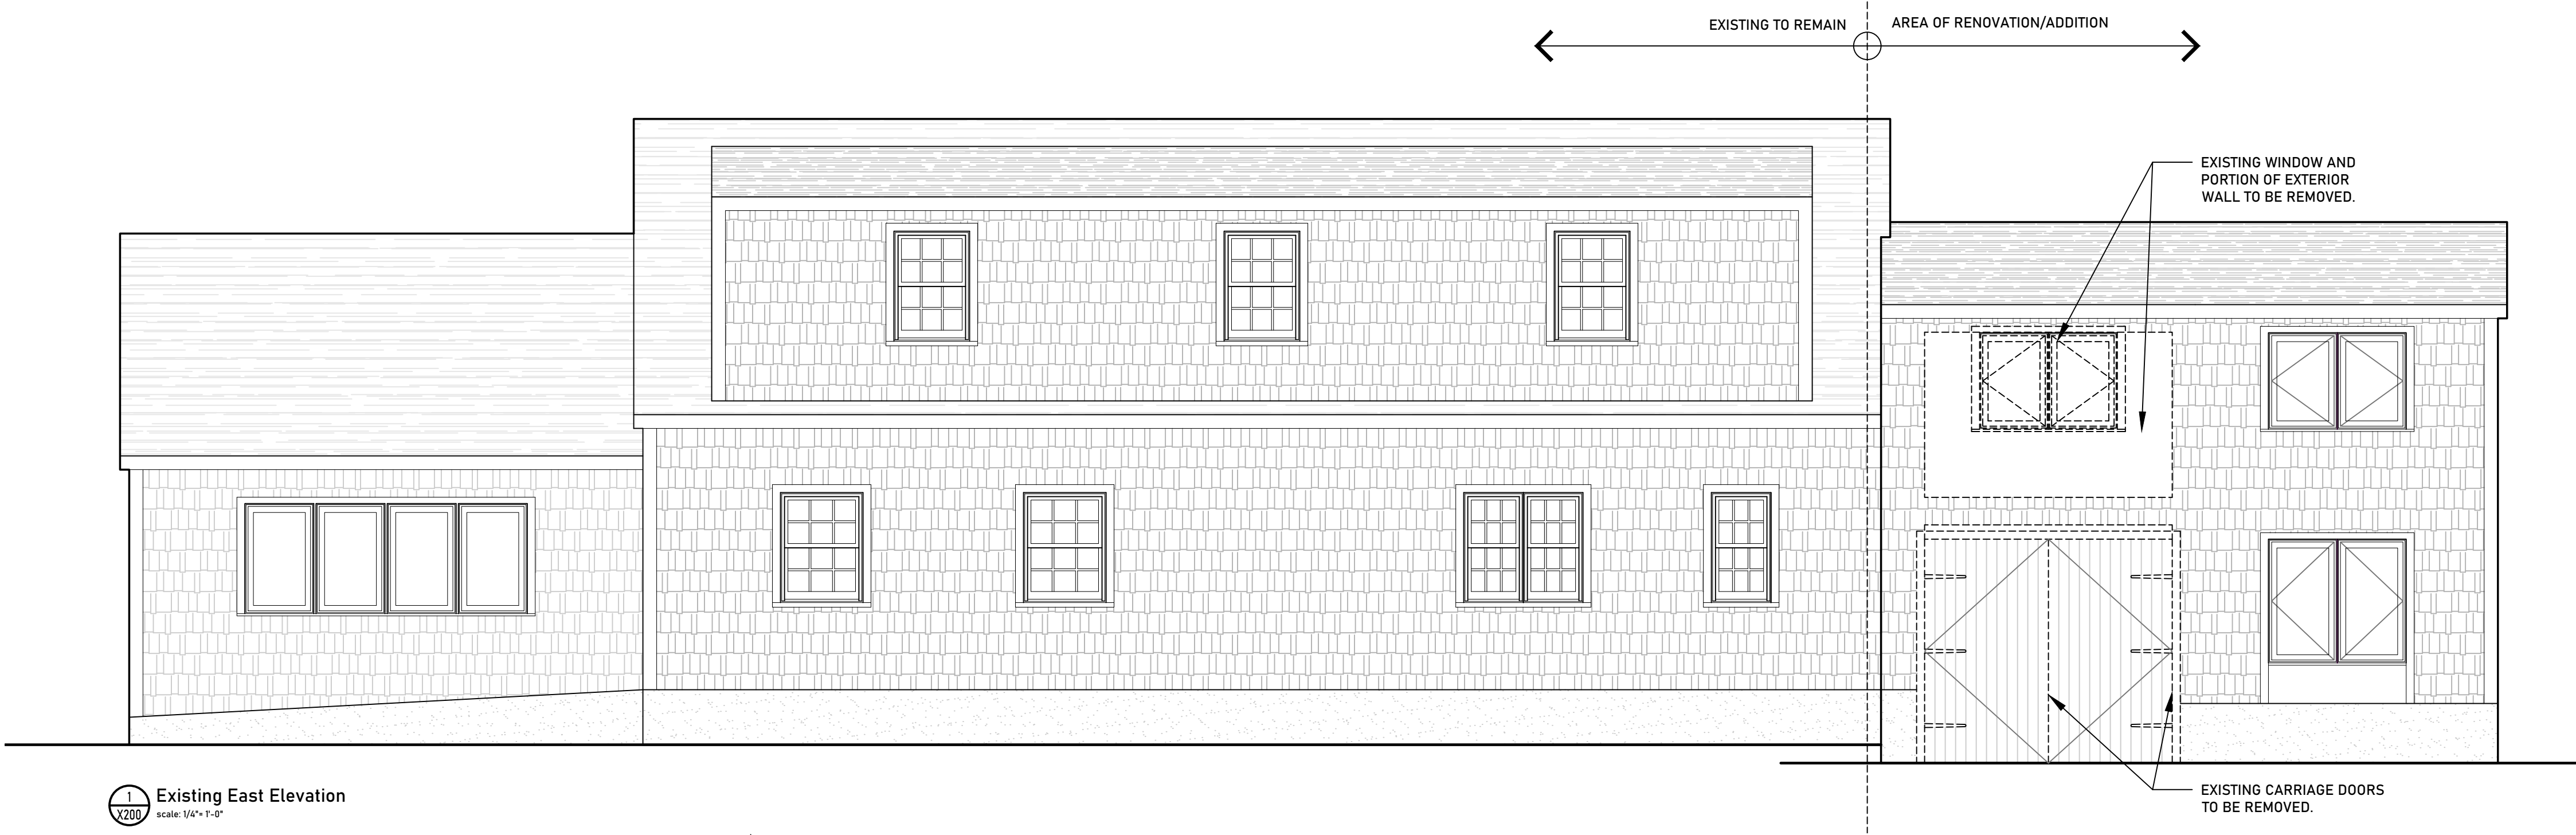 EXISTING TO REMAIN
AREA OF RENOVATION/ADDITION
EXISTING WINDOW AND
PORTION OF EXTERIOR
WALL TO BE REMOVED.
EXISTING CARRIAGE DOORS
TO BE REMOVED.
1
X200
Existing East Elevation
scale: 1/4"= 1'-0"